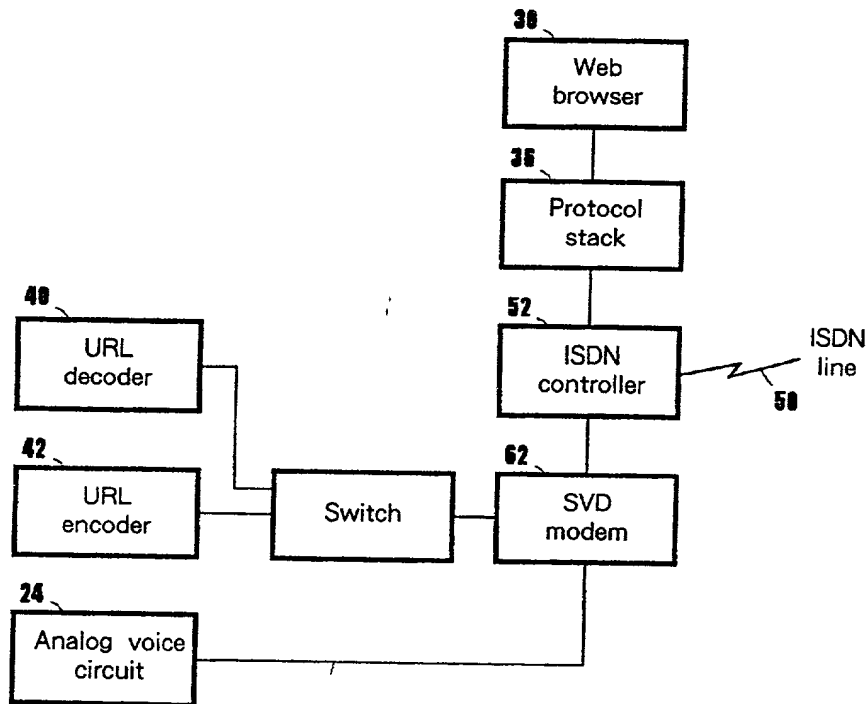 38
Web
browser
36
Protocol
stack
40
URL
decoder
52
ISDN
controller
ISDN
line
50
42
URL
encoder
Switch
62
SVD
modem
24
Analog voice
circuit